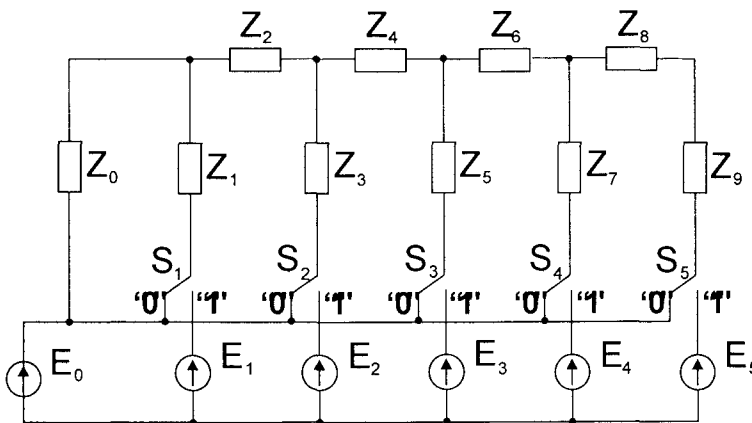 Z₂ Z₄ Z₆ Z₈
Z₀ Z₁ Z₃ Z₅ Z₇ Z₉
S₁ S₂ S₃ S₄ S₅
"0" "1" "0" "1" "0" "1" "0" "1" "0" "1"
E₀ E₁ E₂ E₃ E₄ E₅